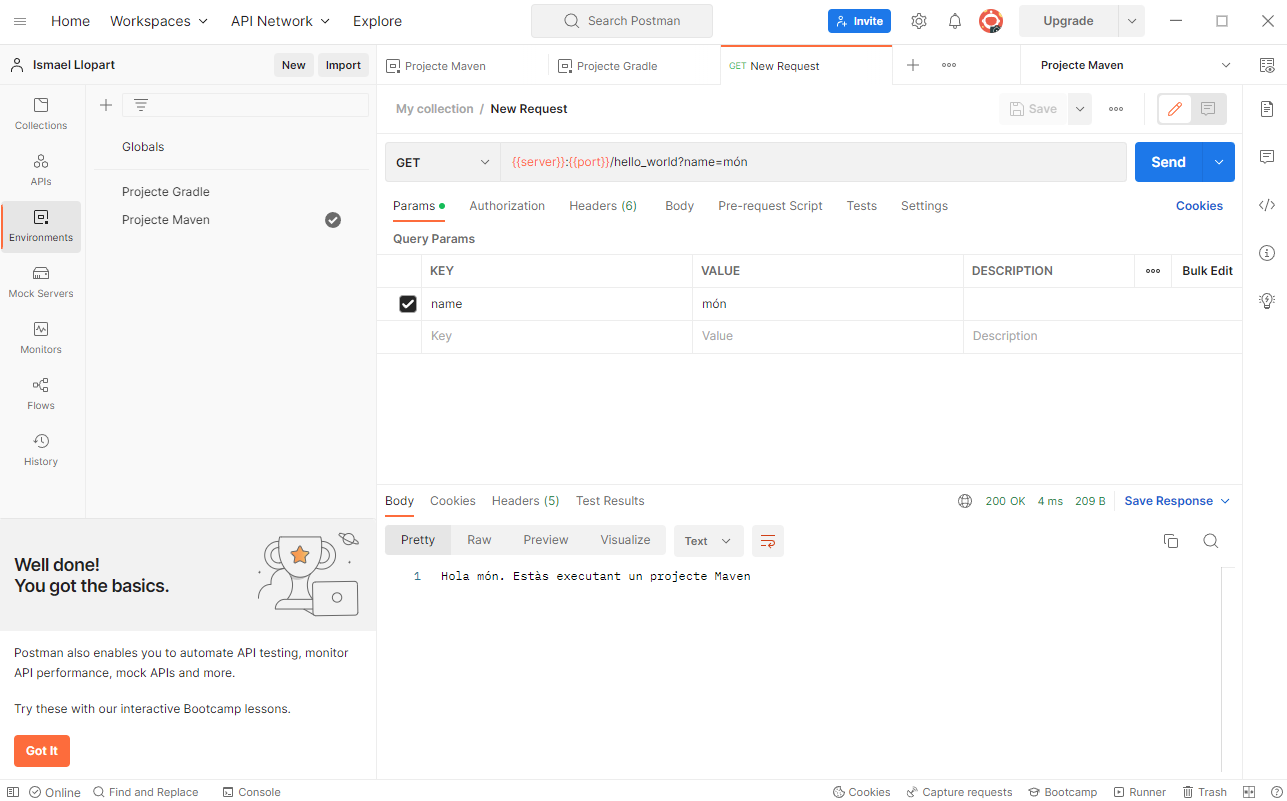 Home Workspaces API Network Explore Search Postman Invite Upgrade
Ismael Llopart New Import Projecte Maven Projecte Gradle GET New Request Projecte Maven
Collections
APIs
Environments
Mock Servers
Monitors
Flows
History
Globals
Projecte Gradle
Projecte Maven
My collection / New Request Save
GET {{server}}:{{port}}/hello_world?name=món Send
Params Authorization Headers (6) Body Pre-request Script Tests Settings Cookies
Query Params
KEY VALUE DESCRIPTION Bulk Edit
name món
Key Value Description
Body Cookies Headers (5) Test Results 200 OK 4 ms 209 B Save Response
Pretty Raw Preview Visualize Text
1 Hola món. Estàs executant un projecte Maven
Well done!
You got the basics.
Postman also enables you to automate API testing, monitor
API performance, mock APIs and more.
Try these with our interactive Bootcamp lessons.
Got It
Online Find and Replace Console Cookies Capture requests Bootcamp Runner Trash